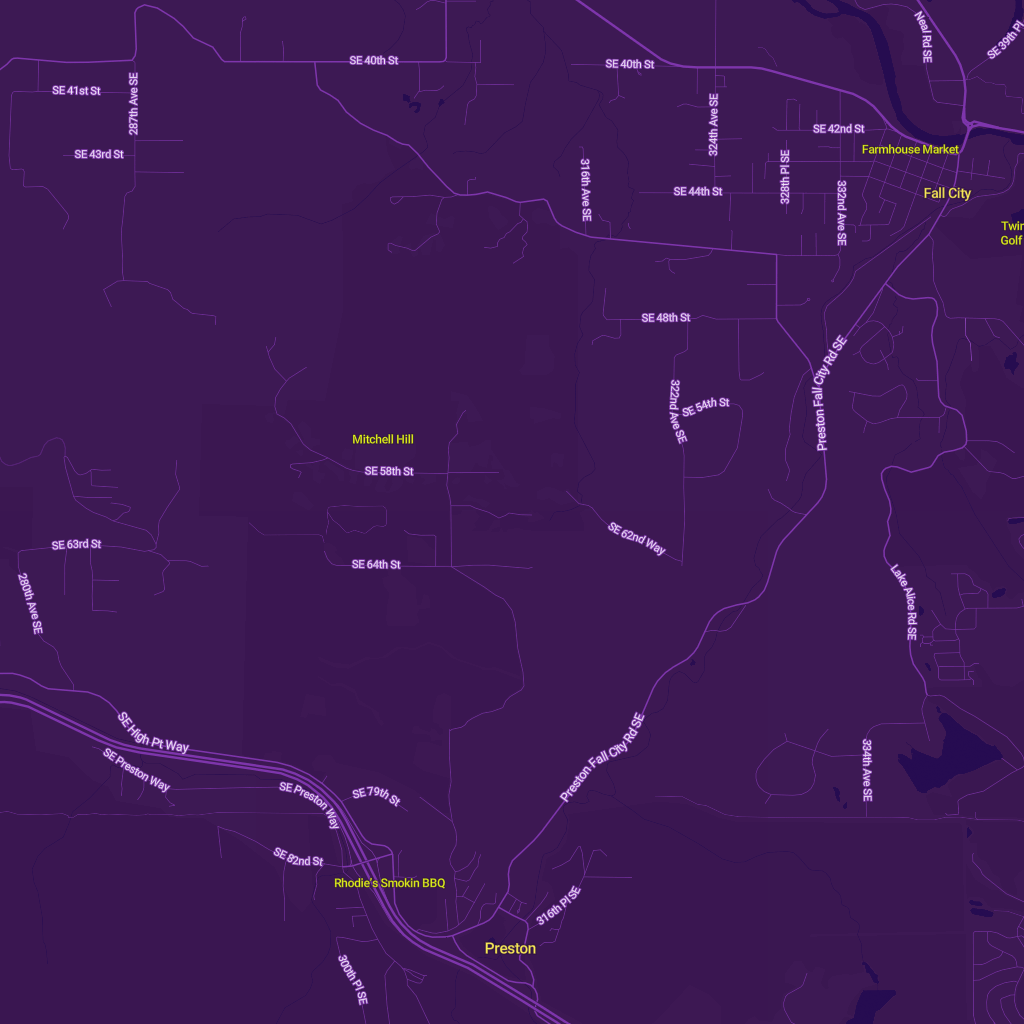 Neal Rd SE
SE 39th Pl
SE 40th St
SE 40th St
SE 41st St
287th Ave SE
324th Ave SE
SE 42nd St
Farmhouse Market
SE 43rd St
316th Ave SE
328th Pl SE
SE 44th St
332nd Ave SE
Fall City
Twin
Golf
SE 48th St
Preston Fall City Rd SE
322nd Ave SE
SE 54th St
Mitchell Hill
SE 58th St
SE 62nd Way
SE 63rd St
SE 64th St
280th Ave SE
Lake Alice Rd SE
SE High Pt Way
Preston Fall City Rd SE
SE Preston Way
334th Ave SE
SE Preston Way
SE 79th St
SE 82nd St
Rhodie's Smokin BBQ
316th Pl SE
Preston
300th Pl SE